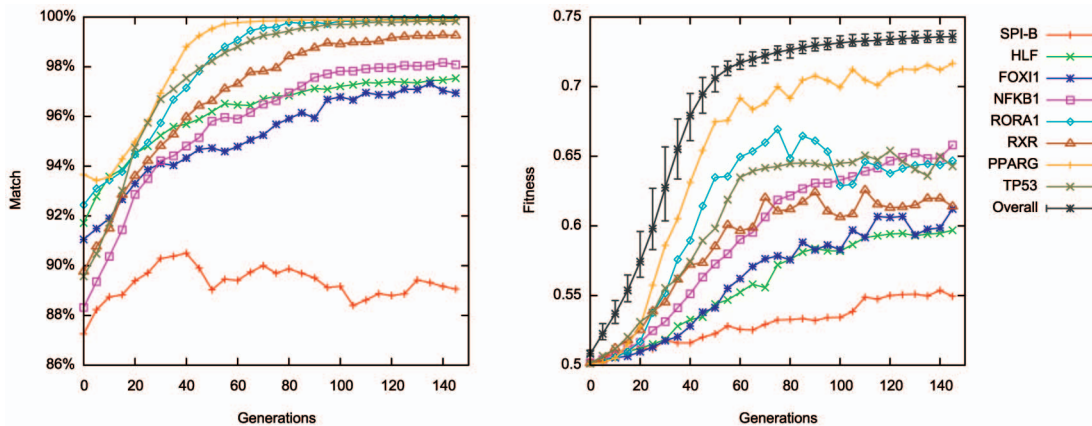 100%
98%
96%
94%
92%
90%
88%
86%
Match
0
20
40
60
80
100
120
140
Generations
0.75
0.7
0.65
0.6
0.55
0.5
Fitness
0
20
40
60
80
100
120
140
Generations
SPI-B
HLF
FOXI1
NFKB1
RORA1
RXR
PPARG
TP53
Overall